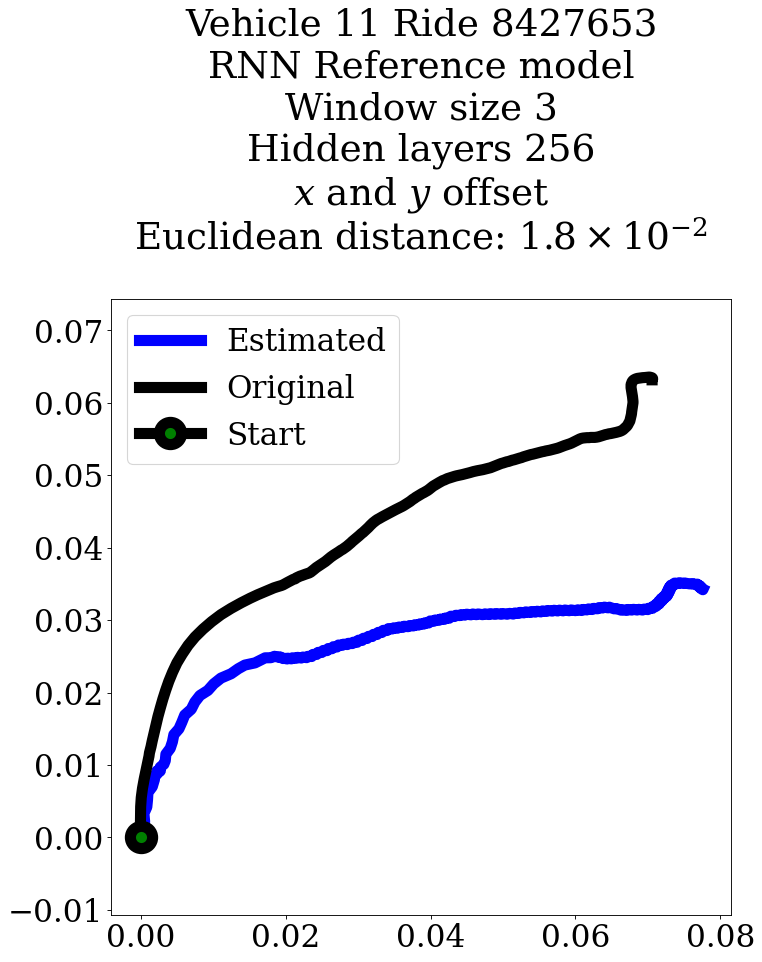 Vehicle 11 Ride 8427653
RNN Reference model
Window size 3
Hidden layers 256
x and y offset
Euclidean distance: 1.8 × 10⁻²
Estimated
Original
Start
0.07
0.06
0.05
0.04
0.03
0.02
0.01
0.00
−0.01
0.00 0.02 0.04 0.06 0.08